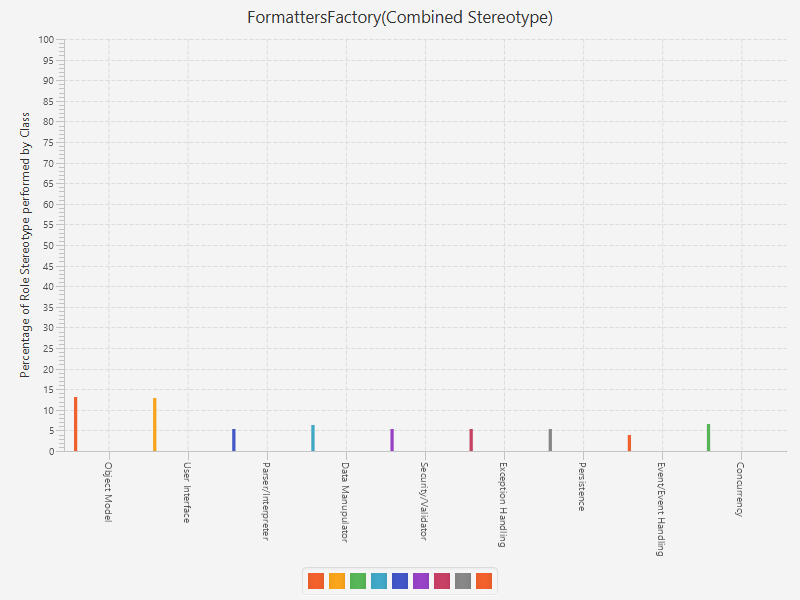 FormattersFactory(Combined Stereotype)
Percentage of Role Stereotype performed by Class
100
95
90
85
80
75
70
65
60
55
50
45
40
35
30
25
20
15
10
5
0
Object Model
User Interface
Parser/Interpreter
Data Manupulator
Security/Validator
Exception Handling
Persistence
Event/Event Handling
Concurrency